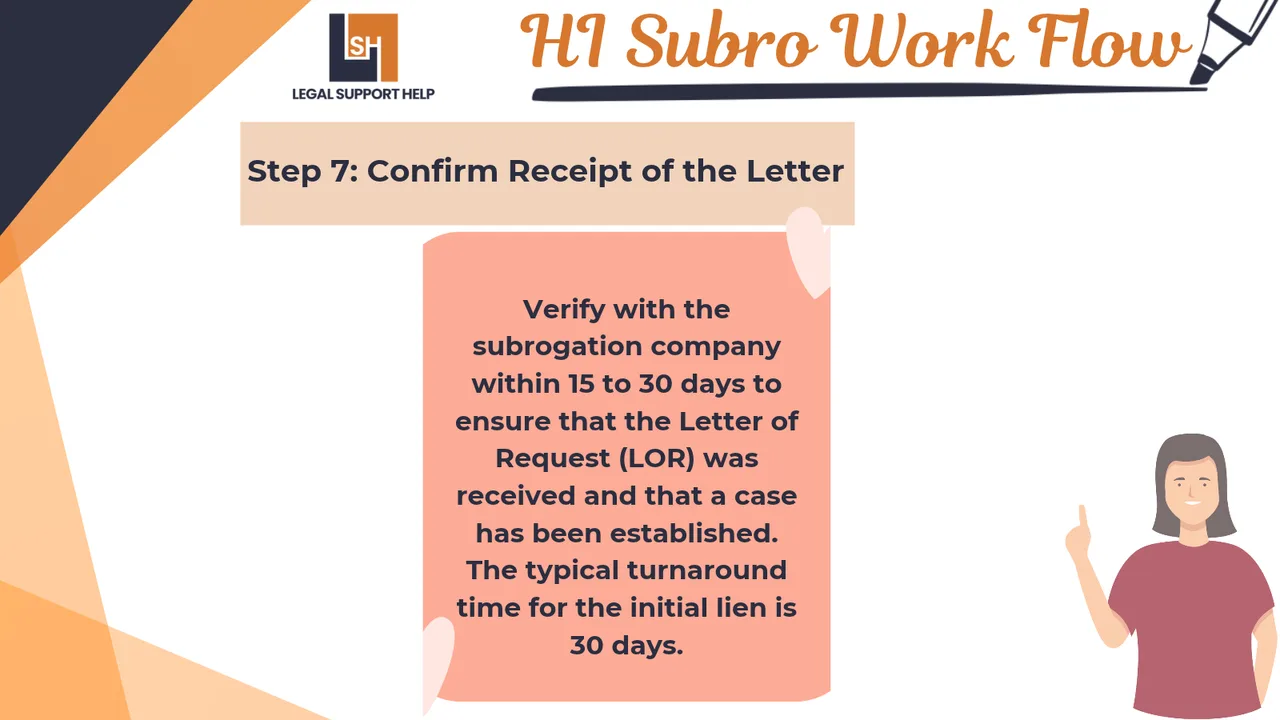 HI Subro Work Flow
LSH
LEGAL SUPPORT HELP
Step 7: Confirm Receipt of the Letter
Verify with the
subrogation company
within 15 to 30 days to
ensure that the Letter of
Request (LOR) was
received and that a case
has been established.
The typical turnaround
time for the initial lien is
30 days.